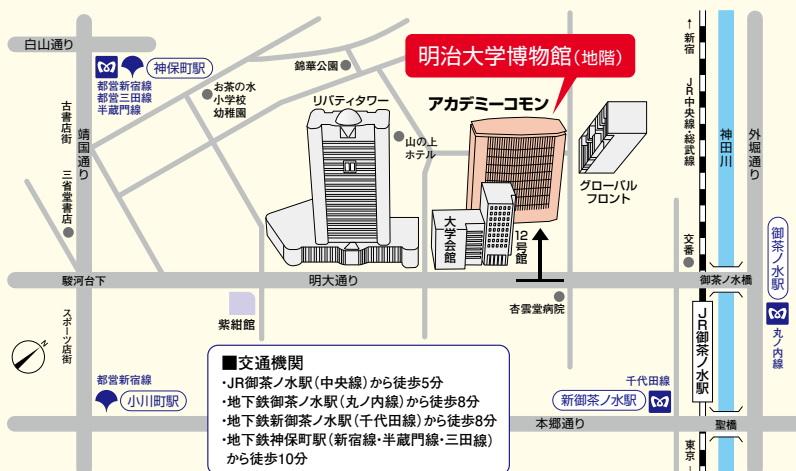 白山通り
神保町駅
都営新宿線
都営三田線
半蔵門線
古書店街
靖国通り
三省堂書店
錦華公園
お茶の水
小学校
幼稚園
リバティタワー
山の上
ホテル
明治大学博物館(地階)
アカデミーコモン
グローバル
フロント
大学会館
12号館
←新宿
JR中央線・総武線
神田川
外堀通り
交番
御茶ノ水駅
丸ノ内線
駿河台下
明大通り
御茶ノ水橋
紫紺館
杏雲堂病院
JR御茶ノ水駅
スポーツ店街
N
都営新宿線
小川町駅
■交通機関
・JR御茶ノ水駅(中央線)から徒歩5分
・地下鉄御茶ノ水駅(丸ノ内線)から徒歩8分
・地下鉄新御茶ノ水駅(千代田線)から徒歩8分
・地下鉄神保町駅(新宿線・半蔵門線・三田線)
から徒歩10分
千代田線
新御茶ノ水駅
本郷通り
聖橋
東京→